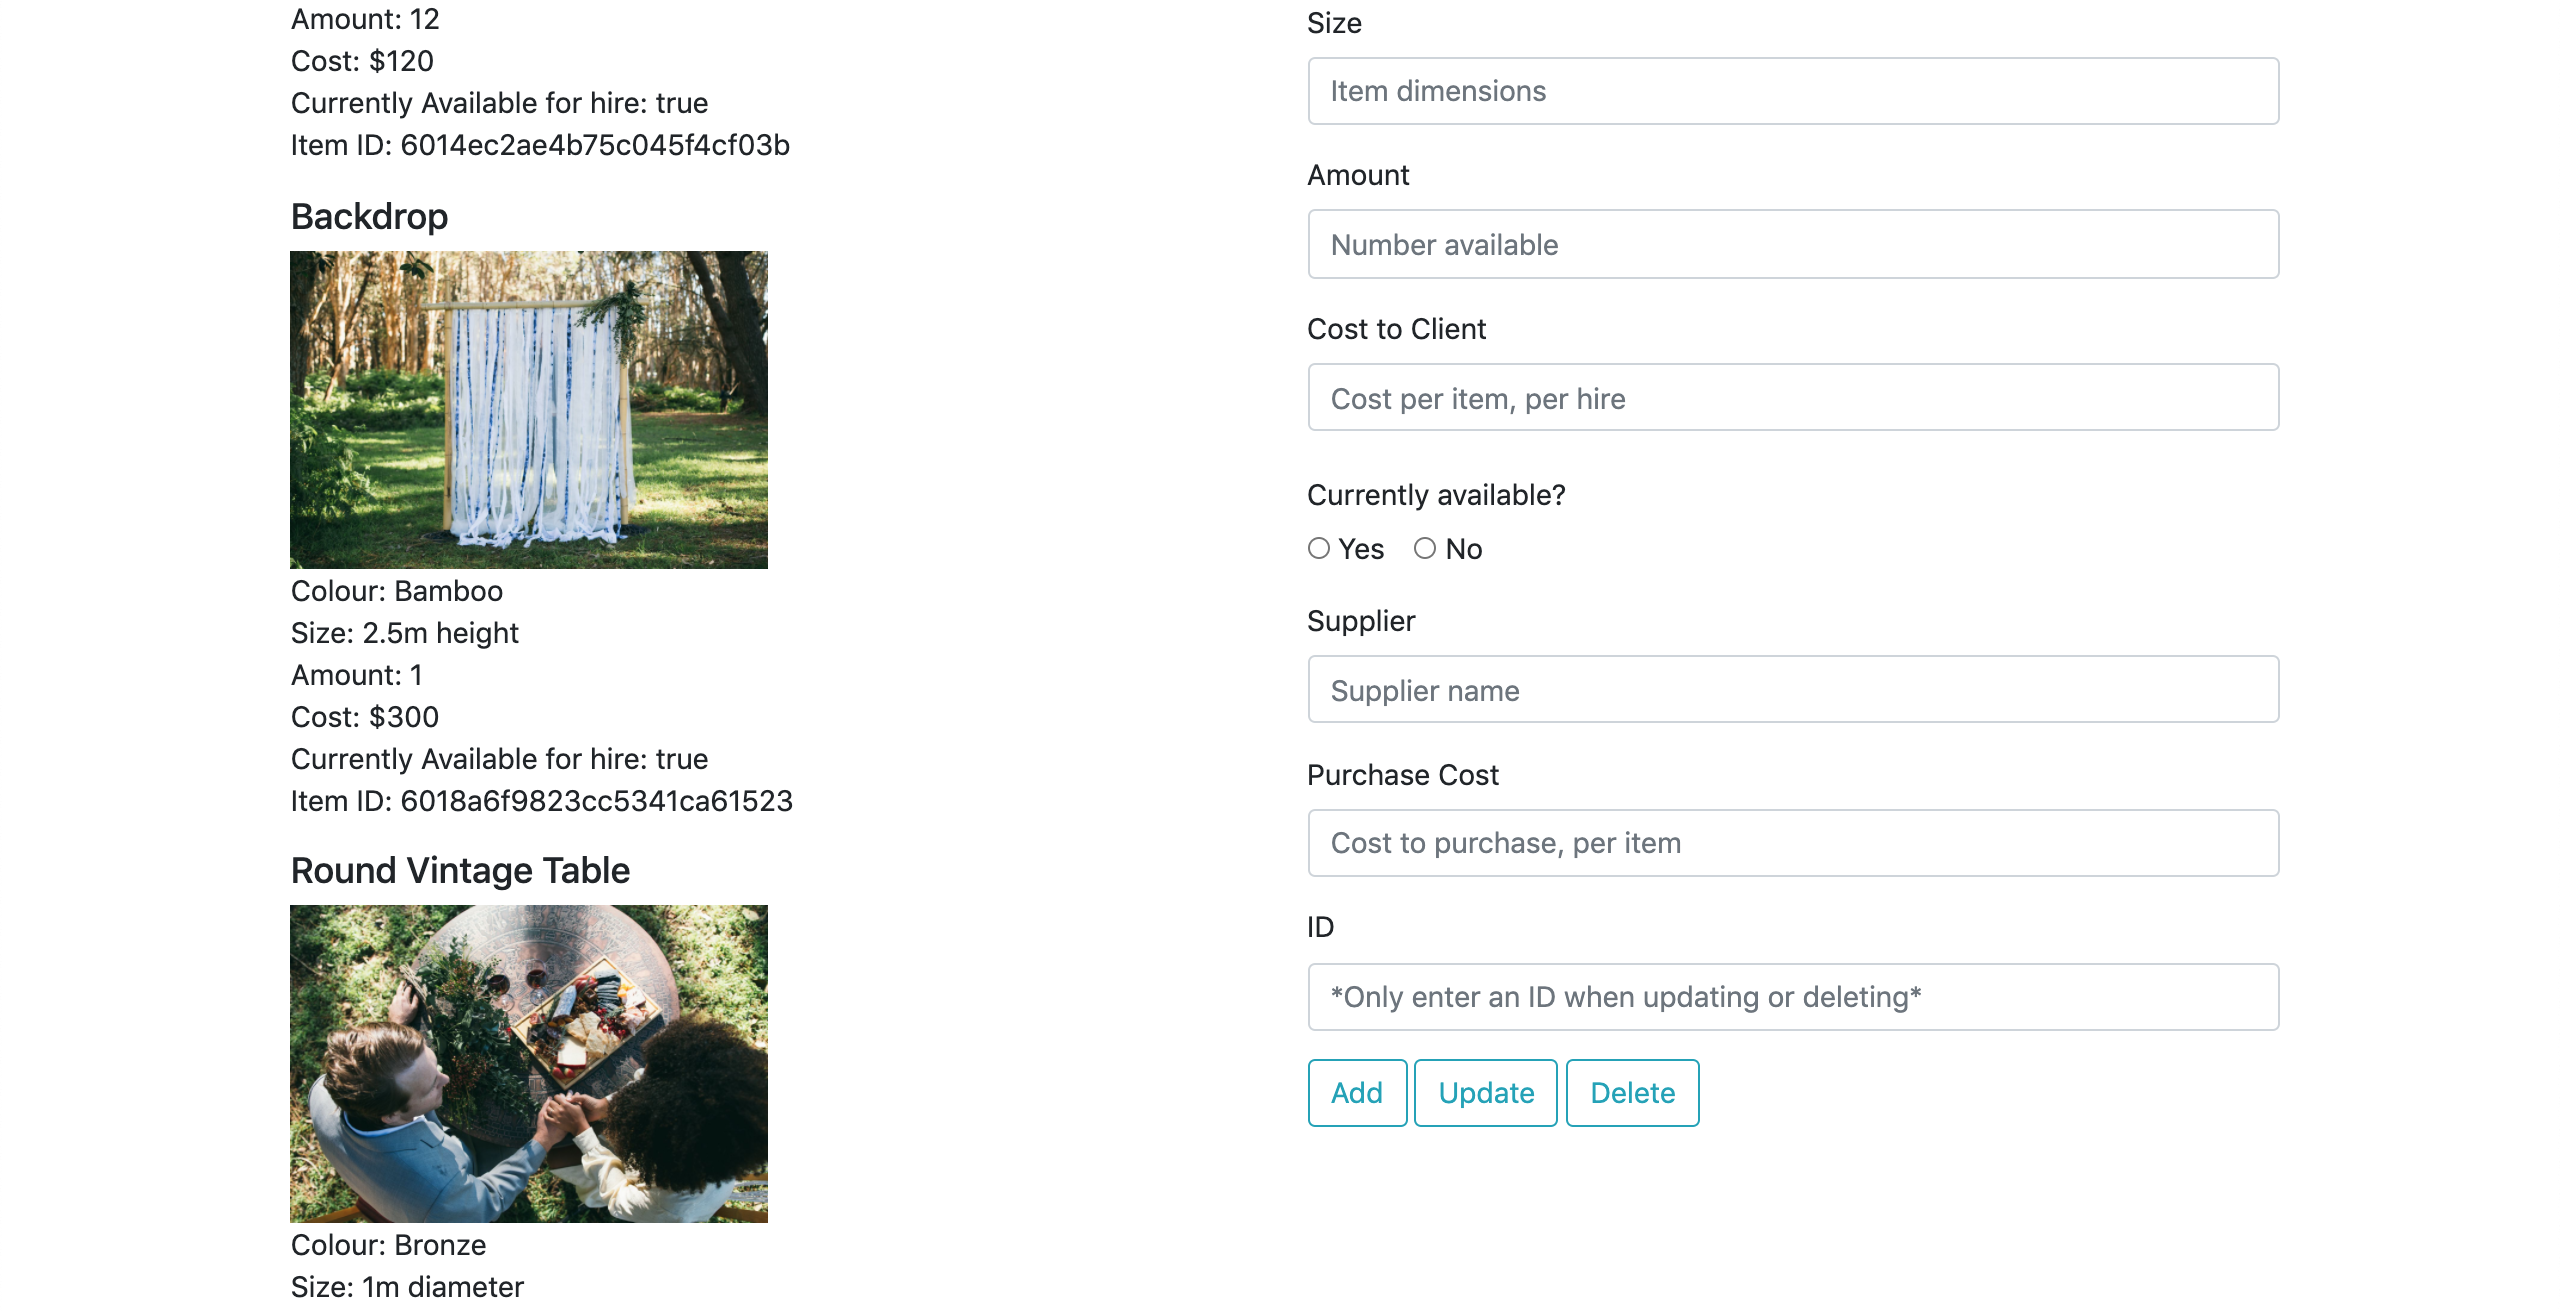 Amount: 12
Cost: $120
Currently Available for hire: true
Item ID: 6014ec2ae4b75c045f4cf03b
Backdrop
Colour: Bamboo
Size: 2.5m height
Amount: 1
Cost: $300
Currently Available for hire: true
Item ID: 6018a6f9823cc5341ca61523
Round Vintage Table
Colour: Bronze
Size: 1m diameter
Size
Item dimensions
Amount
Number available
Cost to Client
Cost per item, per hire
Currently available?
Yes No
Supplier
Supplier name
Purchase Cost
Cost to purchase, per item
ID
*Only enter an ID when updating or deleting*
Add Update Delete